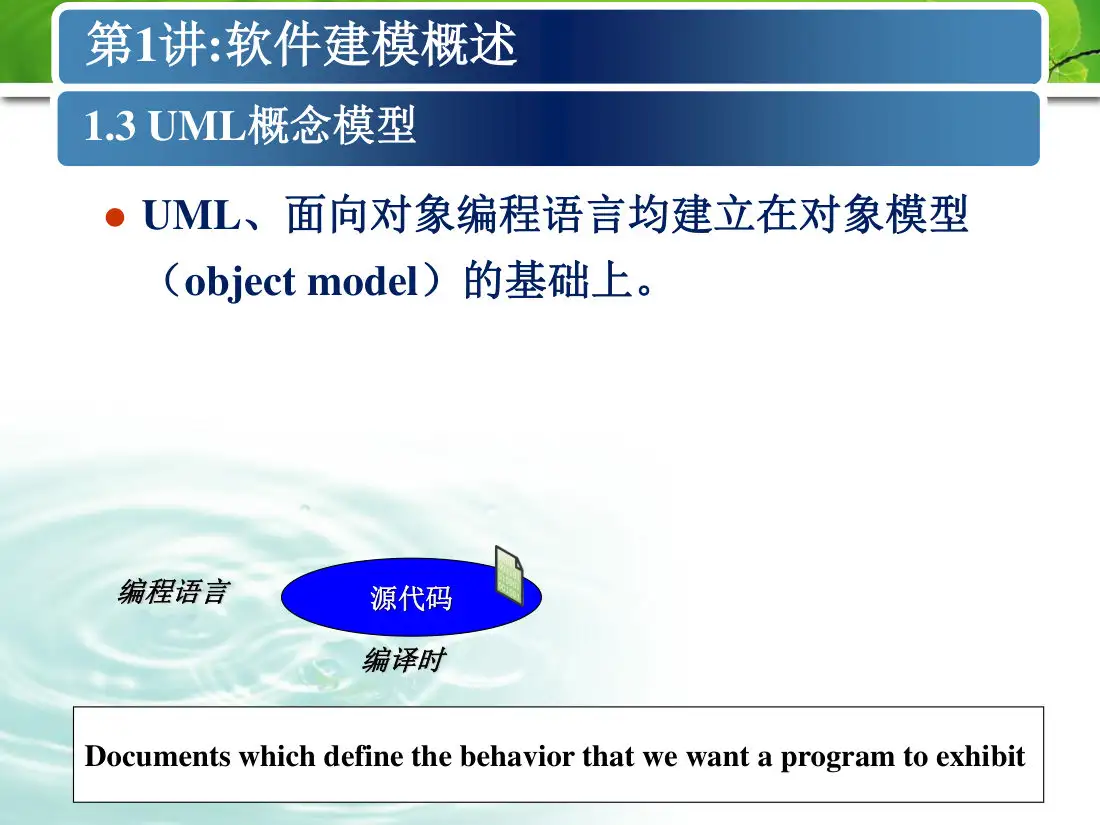 第1讲:软件建模概述
1.3 UML概念模型
UML、面向对象编程语言均建立在对象模型
（object model）的基础上。
编程语言
源代码
编译时
Documents which define the behavior that we want a program to exhibit